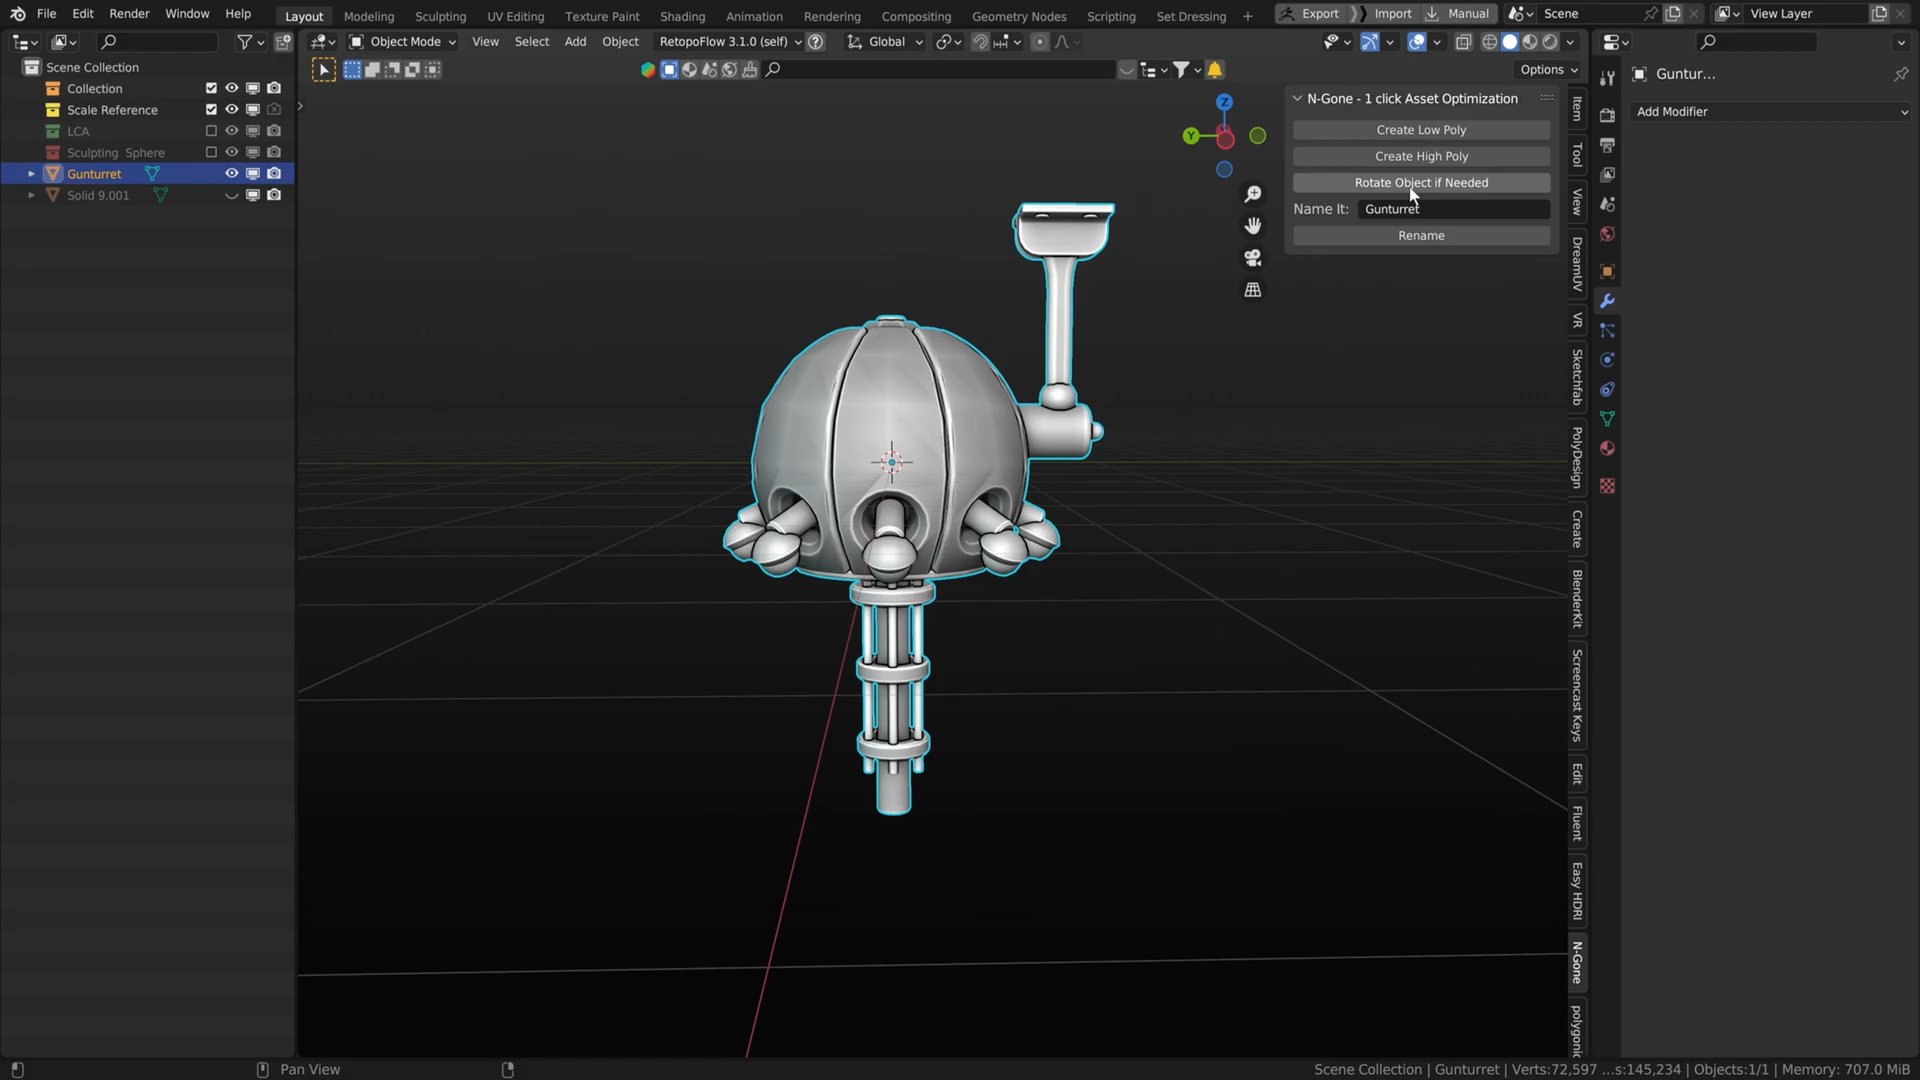 File Edit Render Window Help Layout Modeling Sculpting UV Editing Texture Paint Shading Animation Rendering Compositing Geometry Nodes Scripting Set Dressing + Export Import Manual Scene View Layer
Object Mode View Select Add Object RetopoFlow 3.1.0 (self) Global
Options
Scene Collection
Collection
Scale Reference
LCA
Sculpting Sphere
Gunturret
Solid 9.001
Z
Y
N-Gone - 1 click Asset Optimization
Create Low Poly
Create High Poly
Rotate Object if Needed
Name It: Gunturret
Rename
Item
Tool
View
DreamUV
VR
Sketchfab
PolyDesign
Create
BlenderKit
Screencast Keys
Edit
Fluent
Easy HDRI
N-Gone
polygoni
Guntur...
Add Modifier
Pan View
Scene Collection | Gunturret | Verts:72,597 ...s:145,234 | Objects:1/1 | Memory: 707.0 MiB